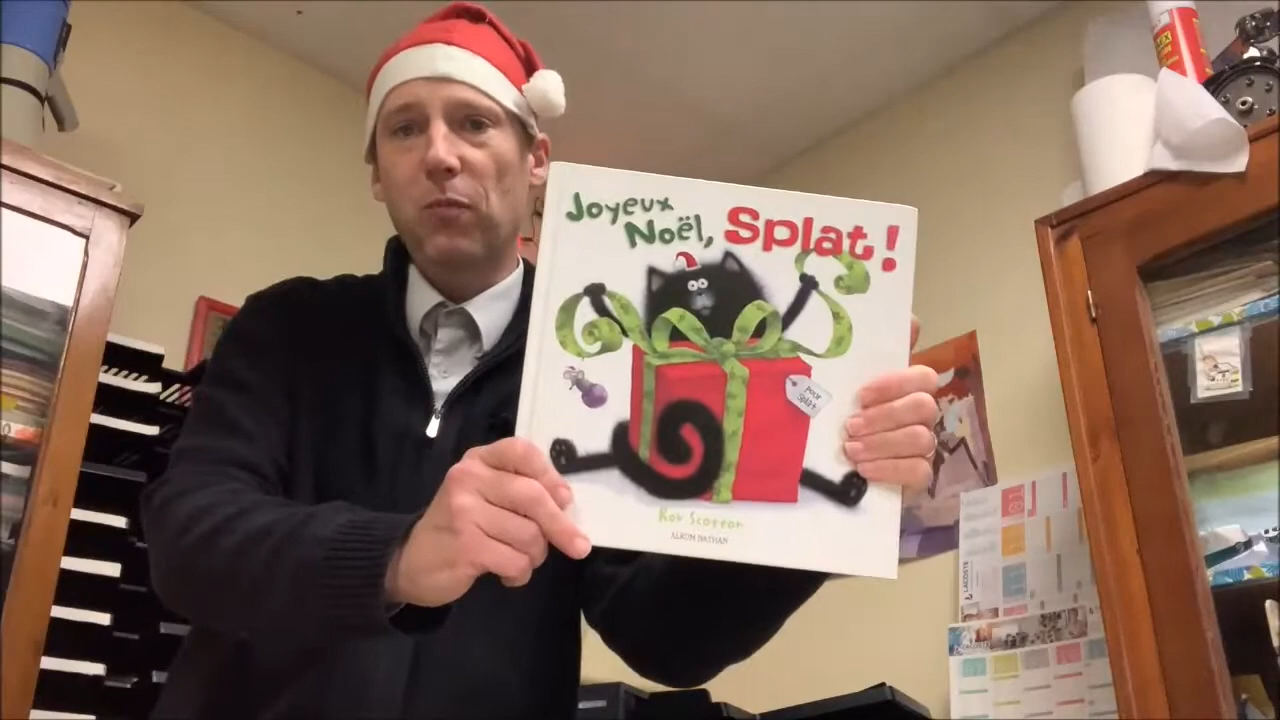 Joyeux
Noël, Splat !
pour
Splat
Rob Scotton
ALBUM NATHAN
LACOSTE